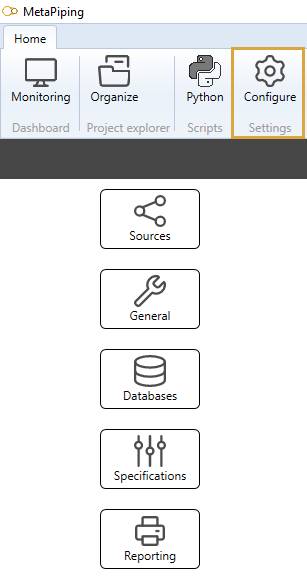 MetaPiping
Home
Monitoring Organize Python Configure
Dashboard Project explorer Scripts Settings
Sources
General
Databases
Specifications
Reporting